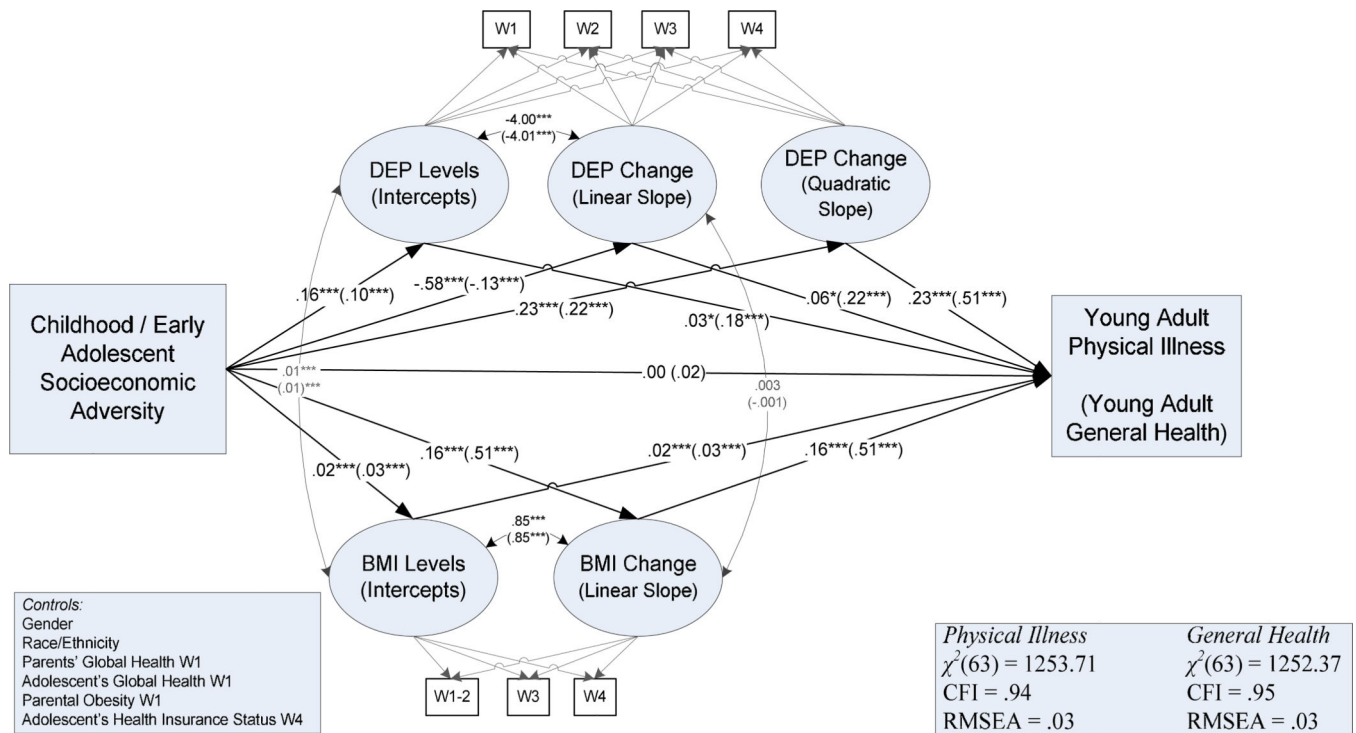 W1 W2 W3 W4
-4.00***
(-4.01***)
DEP Levels
(Intercepts)
DEP Change
(Linear Slope)
DEP Change
(Quadratic
Slope)
.16***(.10***)
-.58***(-.13***)
.23***(.22***)
.03*(.18***)
.06*(.22***)
.23***(.51***)
Childhood / Early
Adolescent
Socioeconomic
Adversity
Young Adult
Physical Illness
(Young Adult
General Health)
.01***
(.01)***
.00 (.02)
.003
(-.001)
.02***(.03***)
.16***(.51***)
.02***(.03***)
.16***(.51***)
.85***
(.85***)
BMI Levels
(Intercepts)
BMI Change
(Linear Slope)
W1-2 W3 W4
Controls:
Gender
Race/Ethnicity
Parents' Global Health W1
Adolescent's Global Health W1
Parental Obesity W1
Adolescent's Health Insurance Status W4
Physical Illness
χ²(63) = 1253.71
CFI = .94
RMSEA = .03
General Health
χ²(63) = 1252.37
CFI = .95
RMSEA = .03